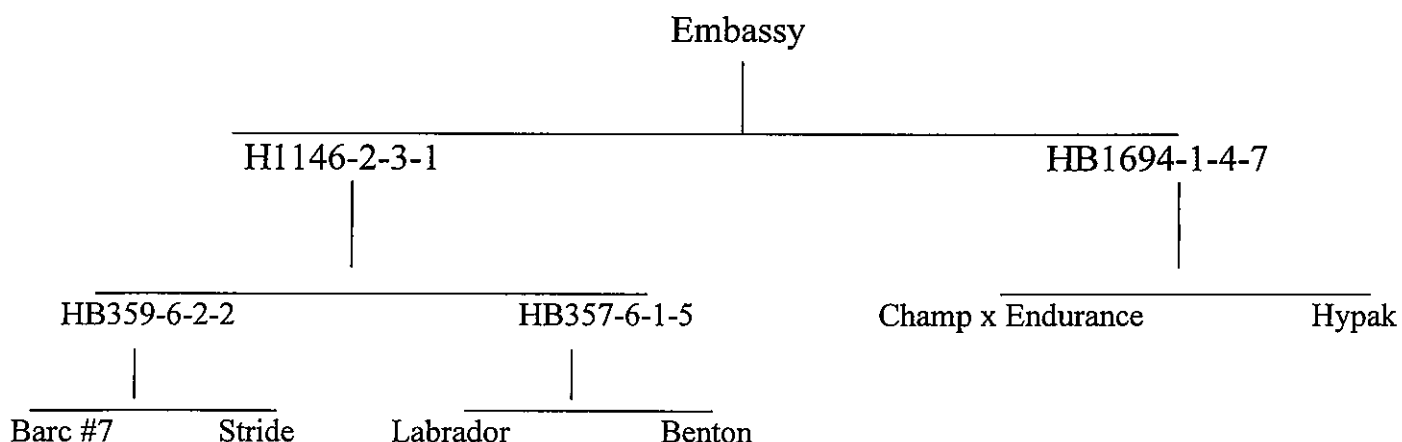 Embassy
H1146-2-3-1 HB1694-1-4-7
HB359-6-2-2 HB357-6-1-5 Champ x Endurance Hypak
Barc #7 Stride Labrador Benton